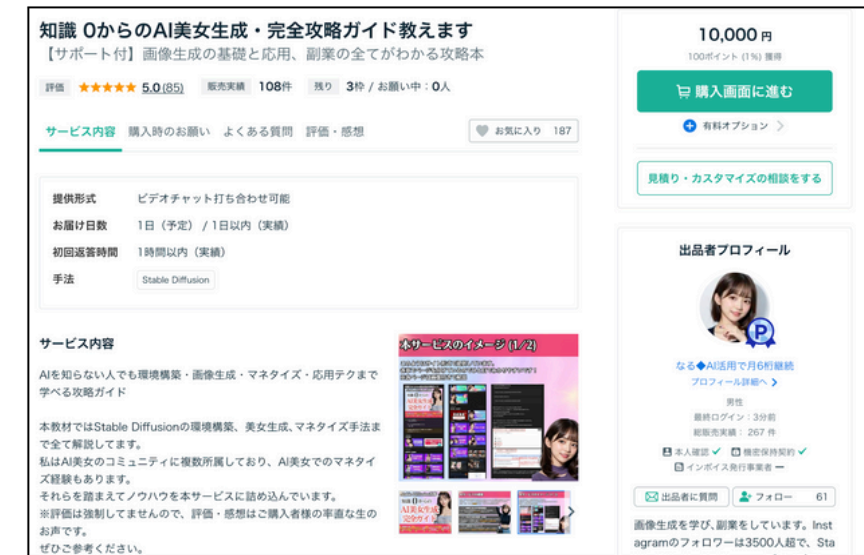 知識 0からのAI美女生成・完全攻略ガイド教えます
【サポート付】画像生成の基礎と応用、副業の全てがわかる攻略本
評価 ★★★★★ 5.0(85) 販売実績 108件 残り 3枠 / お願い中：0人
サービス内容 購入時のお願い よくある質問 評価・感想 お気に入り 187
提供形式 ビデオチャット打ち合わせ可能
お届け日数 1日（予定） / 1日以内（実績）
初回返答時間 1時間以内（実績）
手法 Stable Diffusion
サービス内容
AIを知らない人でも環境構築・画像生成・マネタイズ・応用テクまで
学べる攻略ガイド
本教材ではStable Diffusionの環境構築、美女生成、マネタイズ手法ま
で全て解説してます。
私はAI美女のコミュニティに複数所属しており、AI美女でのマネタイ
ズ経験もあります。
それらを踏まえてノウハウを本サービスに詰め込んでいます。
※評価は強制してませんので、評価・感想はご購入者様の率直な生の
お声です。
ぜひご参考ください。
本サービスのイメージ (1/2)
10,000 円
100ポイント (1%) 獲得
購入画面に進む
有料オプション
見積り・カスタマイズの相談をする
出品者プロフィール
P
なる◆AI活用で月6桁継続
プロフィール詳細へ
男性
最終ログイン：3分前
総販売実績： 267 件
本人確認 機密保持契約
インボイス発行事業者 ー
出品者に質問 フォロー 61
画像生成を学び、副業をしています。Inst
agramのフォロワーは3500人超で、Sta